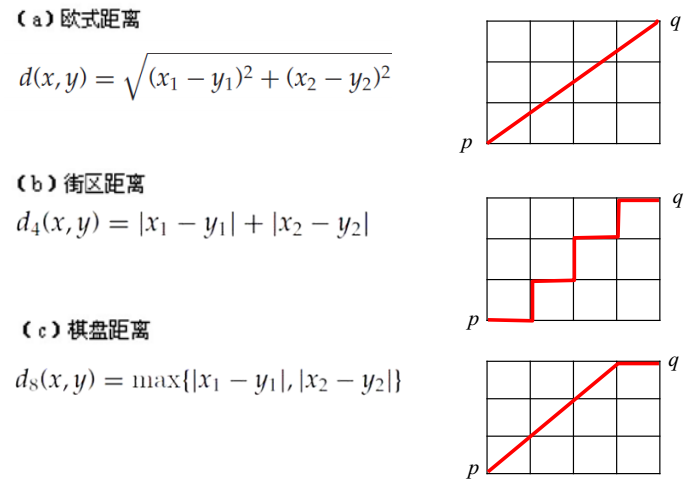 (a)欧式距离
q
d(x, y) = √(x₁ − y₁)² + (x₂ − y₂)²
p
(b)街区距离
q
d₄(x, y) = |x₁ − y₁| + |x₂ − y₂|
p
(c)棋盘距离
q
d₈(x, y) = max{|x₁ − y₁|, |x₂ − y₂|}
p